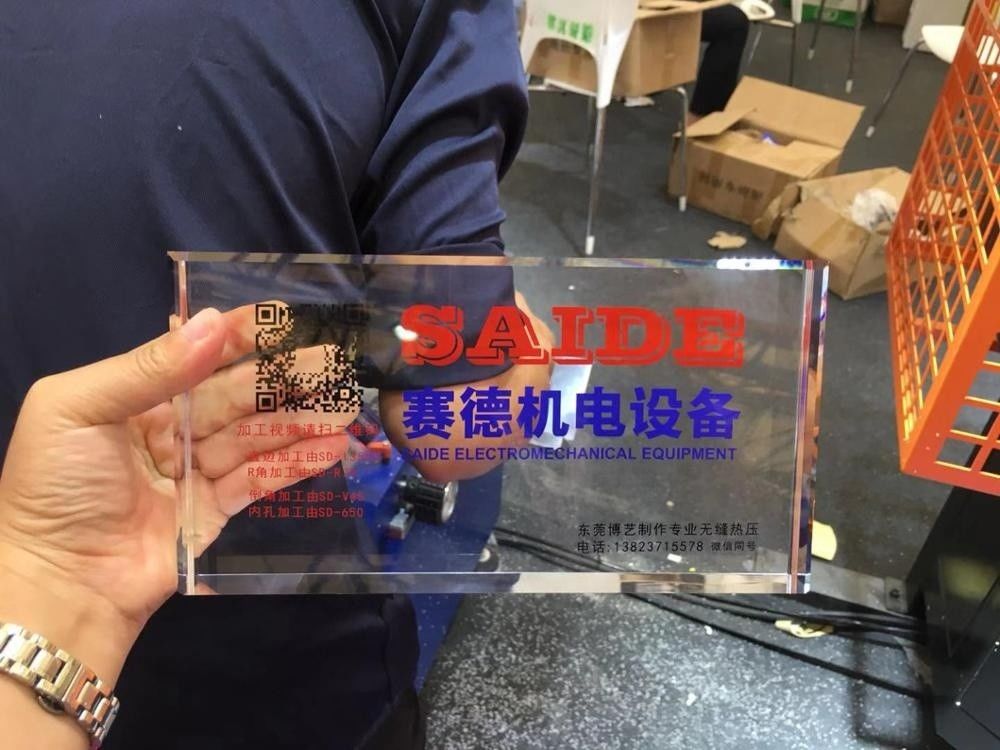 SAIDE
赛德机电设备
SAIDE ELECTROMECHANICAL EQUIPMENT
加工视频请扫二维码
直边加工由SD-
R角加工由SD-R
倒角加工由SD-V45
内孔加工由SD-650
东莞博艺制作专业无缝热压
电话:13823715578 微信同号